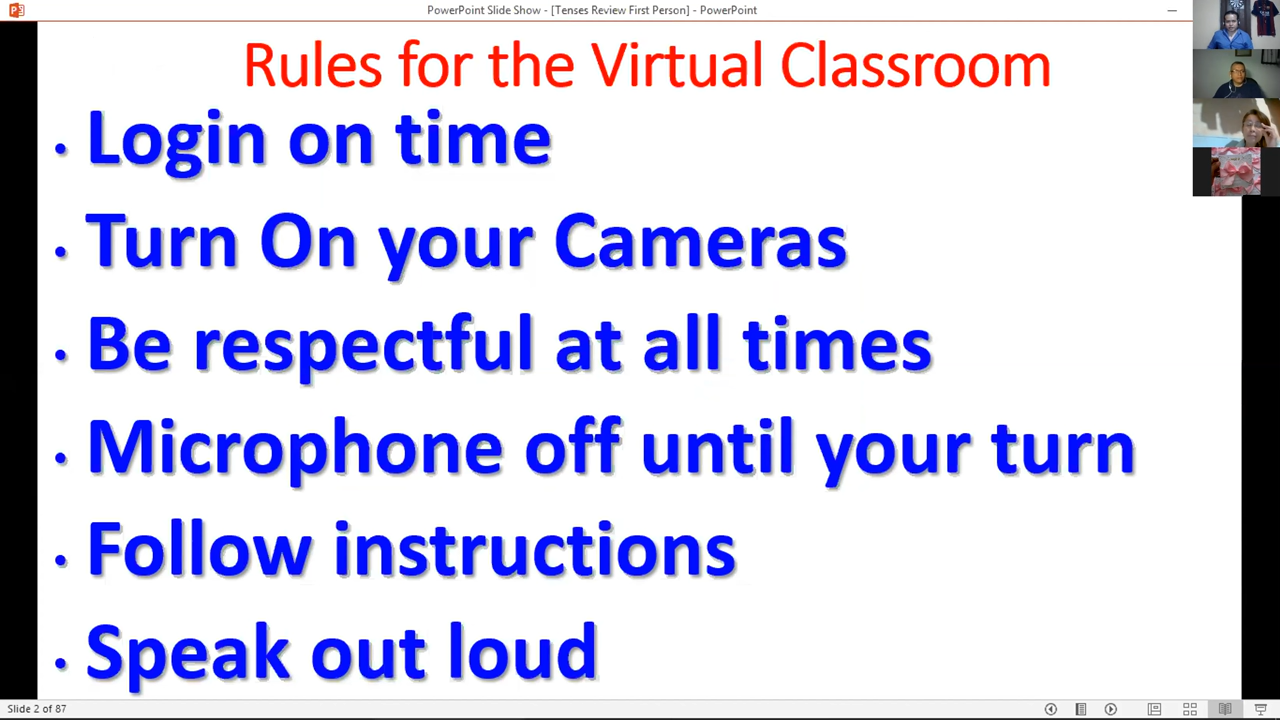 PowerPoint Slide Show - [Tenses Review First Person] - PowerPoint
Rules for the Virtual Classroom
• Login on time
• Turn On your Cameras
• Be respectful at all times
• Microphone off until your turn
• Follow instructions
• Speak out loud
Slide 2 of 87